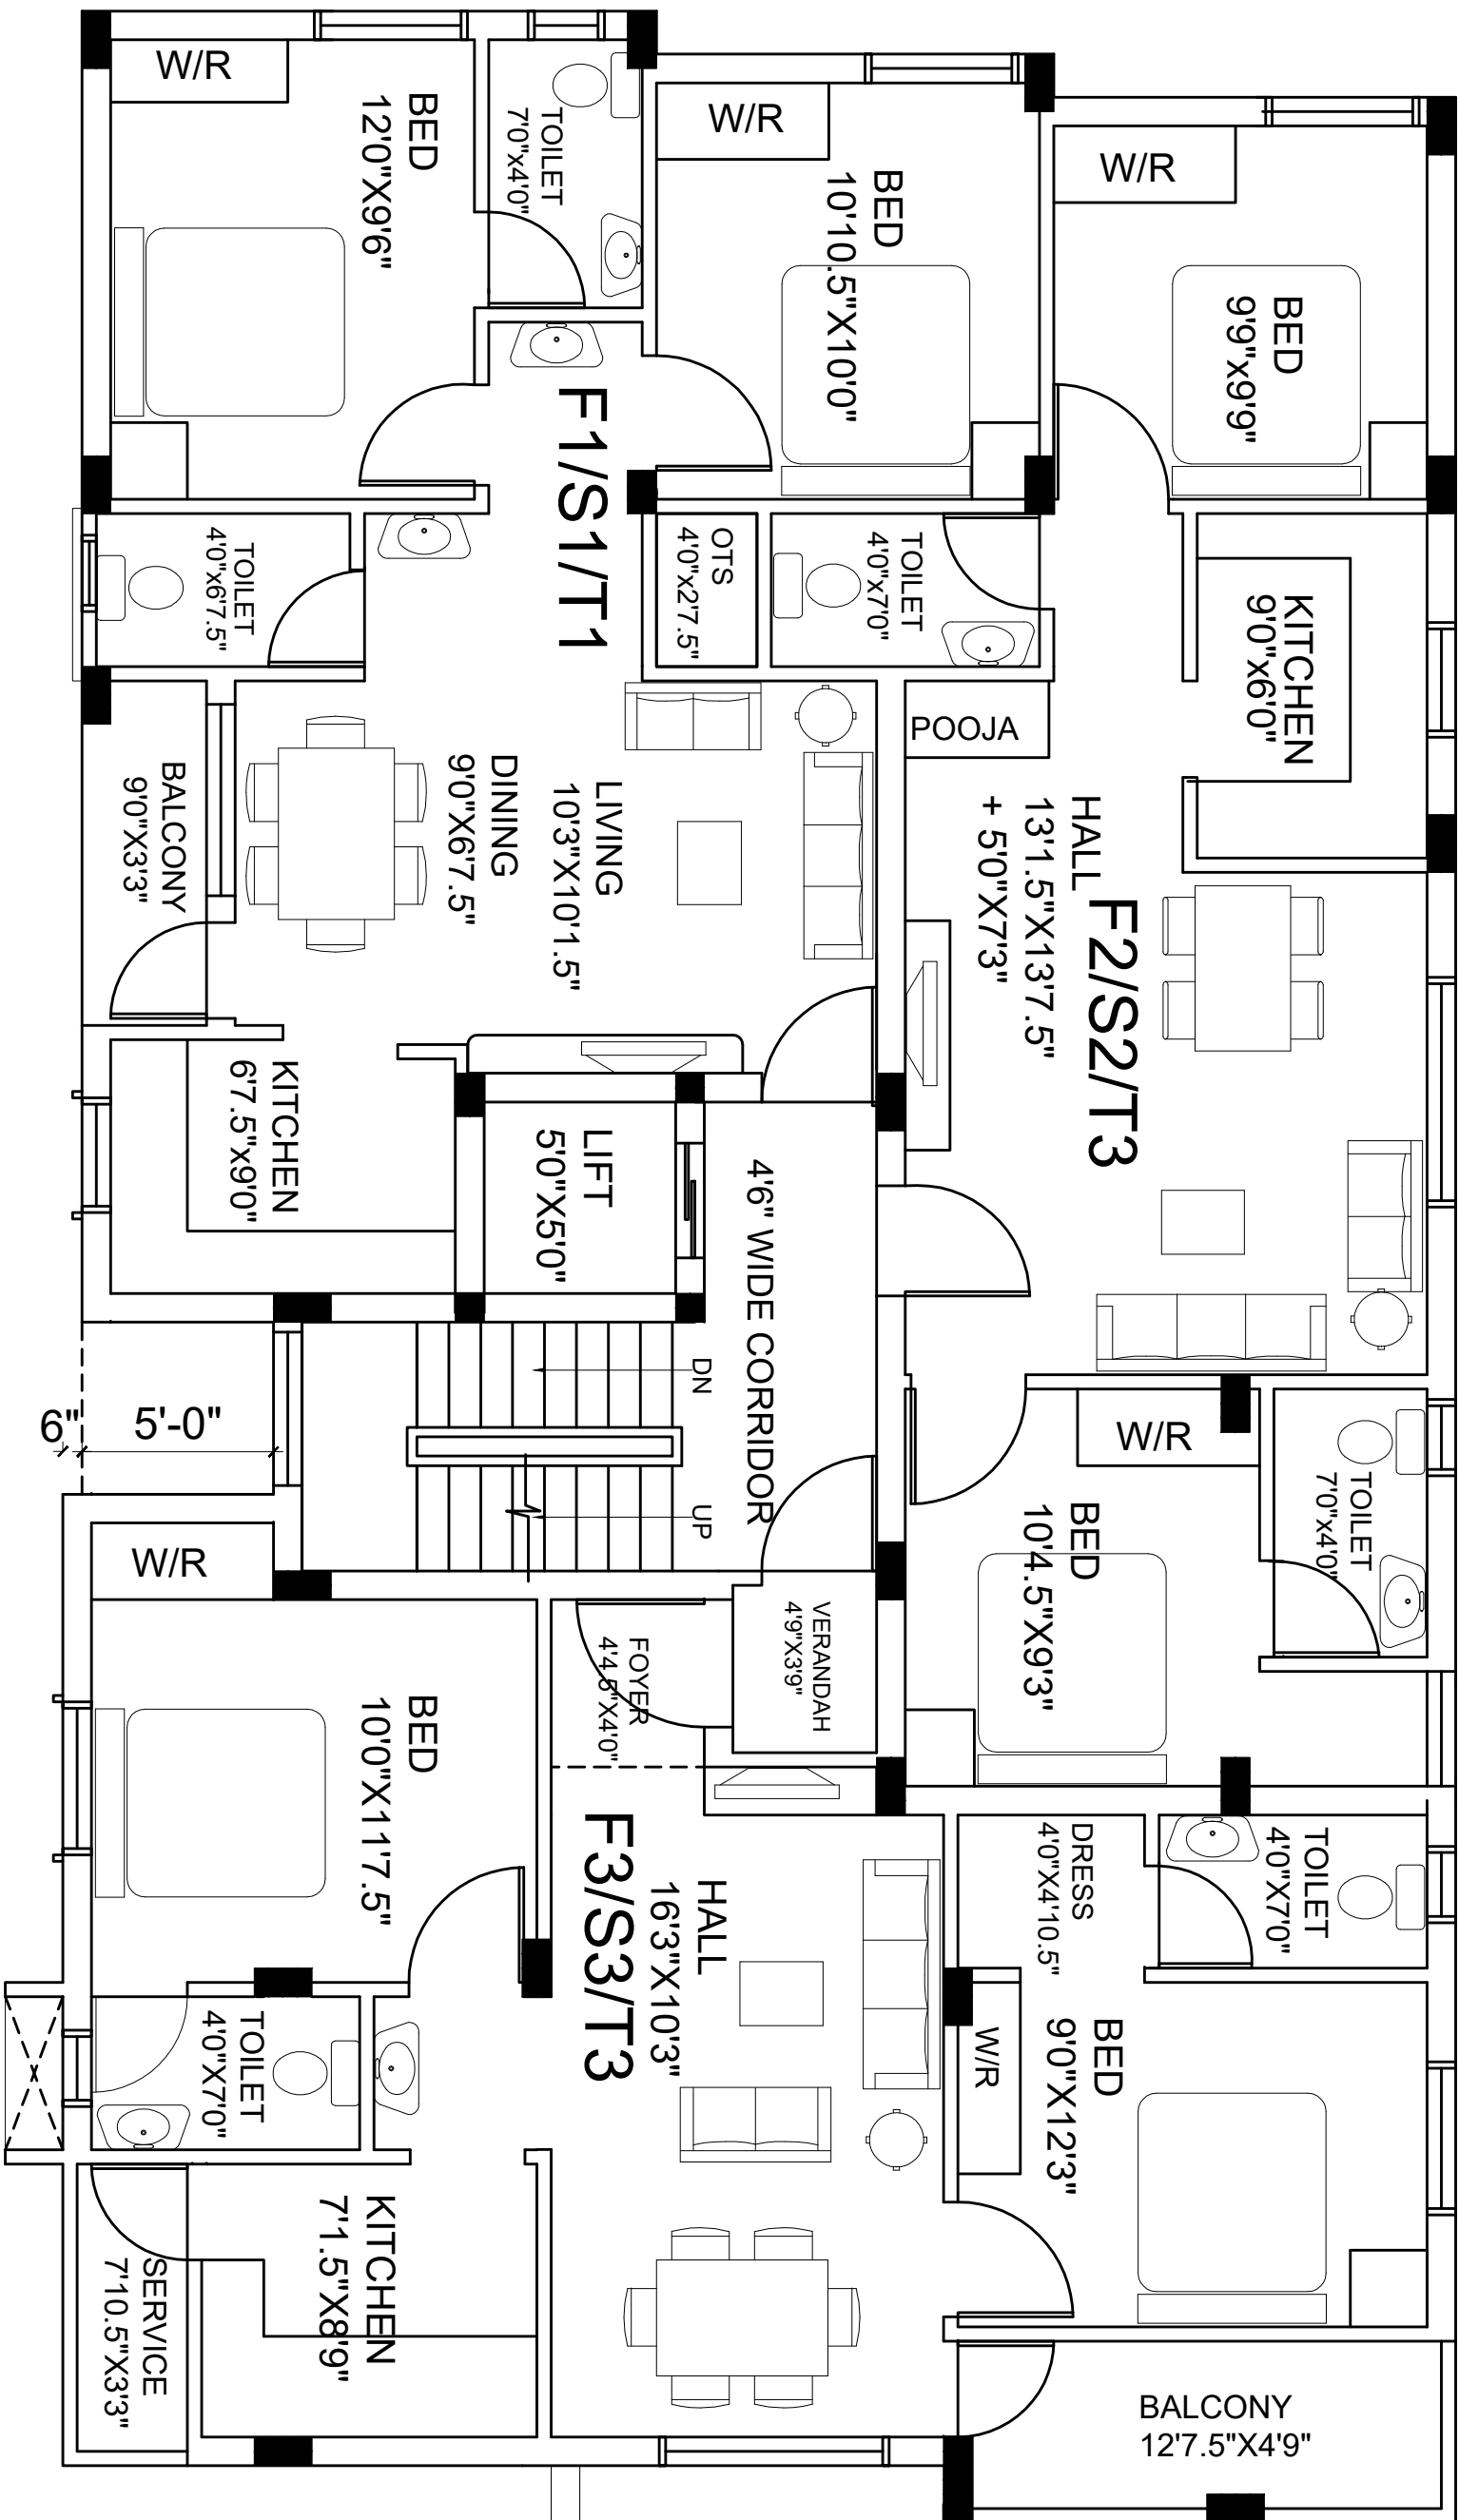 W/R
BED
12'0"X9'6"
TOILET
7'0"x4'0"
W/R
BED
10'10.5"X10'0"
W/R
BED
9'9"x9'9"
F1/S1/T1
TOILET
4'0"x6'7.5"
OTS
4'0"x2'7.5"
TOILET
4'0"x7'0"
KITCHEN
9'0"x6'0"
POOJA
HALL
13'1.5"X13'7.5"
+ 5'0"X7'3"
F2/S2/T3
LIVING
10'3"X10'1.5"
DINING
9'0"X6'7.5"
BALCONY
9'0"X3'3"
KITCHEN
6'7.5"x9'0"
LIFT
5'0"X5'0"
4'6" WIDE CORRIDOR
DN
UP
6"
5'-0"
W/R
TOILET
7'0"x4'0"
BED
10'4.5"X9'3"
W/R
BED
10'0"X11'7.5"
FOYER
4'4.5"X4'0"
VERANDAH
4'9"X3'9"
F3/S3/T3
HALL
16'3"X10'3"
DRESS
4'0"X4'10.5"
TOILET
4'0"X7'0"
W/R
BED
9'0"X12'3"
TOILET
4'0"X7'0"
KITCHEN
7'1.5"X8'9"
SERVICE
7'10.5"X3'3"
BALCONY
12'7.5"X4'9"